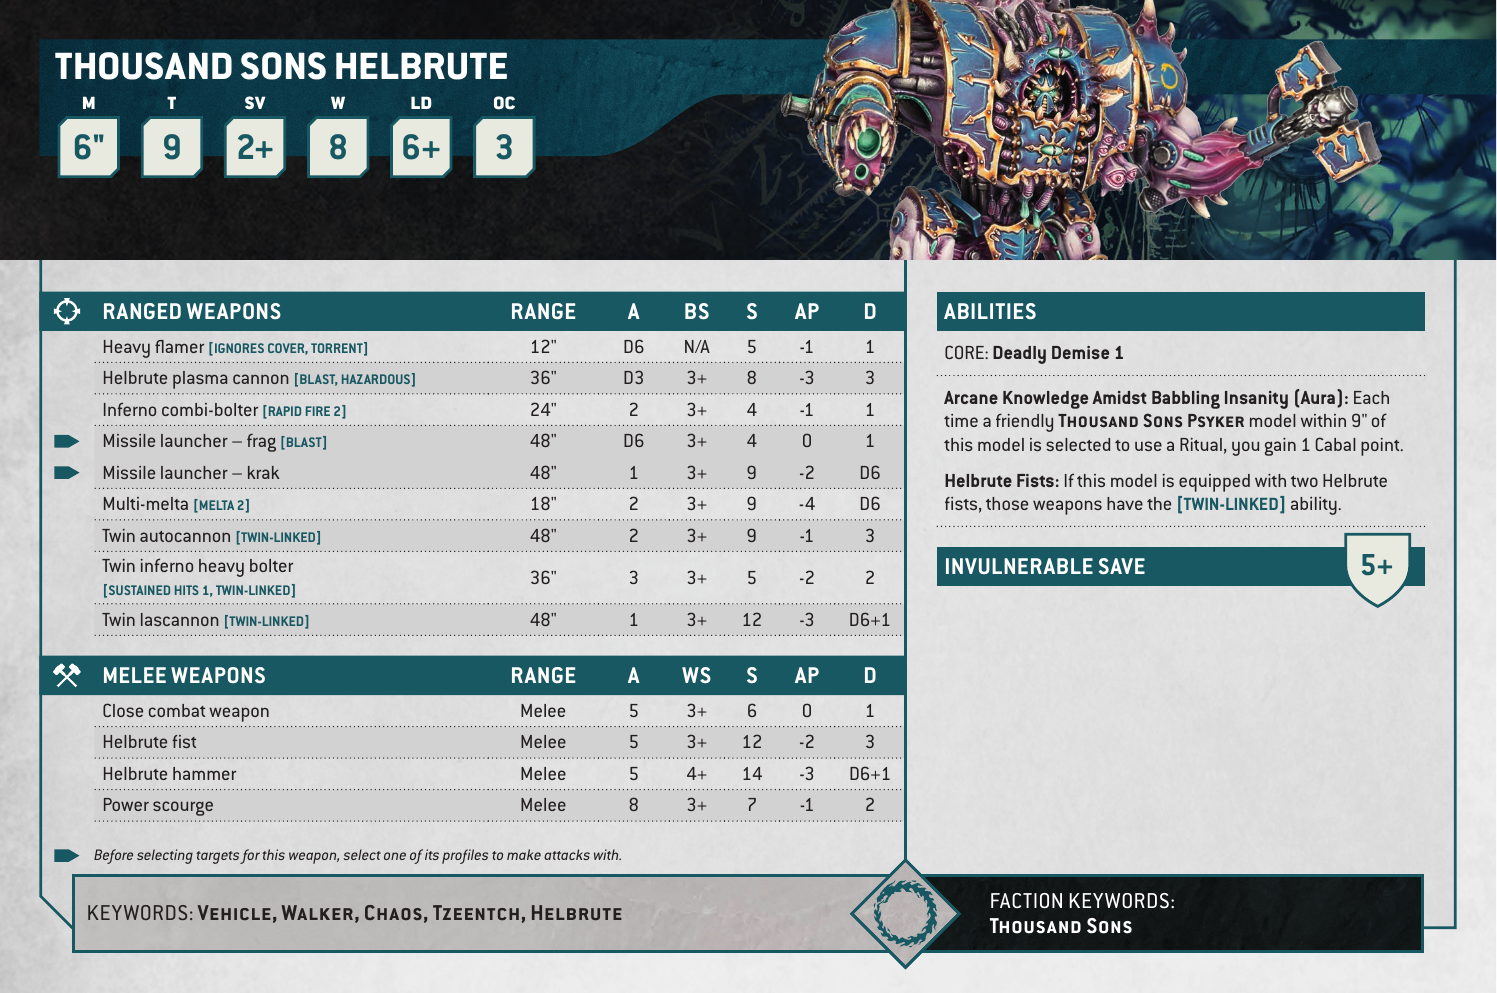 THOUSAND SONS HELBRUTE
M T SV W LD OC
6" 9 2+ 8 6+ 3
RANGED WEAPONS RANGE A BS S AP D
Heavy flamer [IGNORES COVER, TORRENT] 12" D6 N/A 5 -1 1
Helbrute plasma cannon [BLAST, HAZARDOUS] 36" D3 3+ 8 -3 3
Inferno combi-bolter [RAPID FIRE 2] 24" 2 3+ 4 -1 1
Missile launcher – frag [BLAST] 48" D6 3+ 4 0 1
Missile launcher – krak 48" 1 3+ 9 -2 D6
Multi-melta [MELTA 2] 18" 2 3+ 9 -4 D6
Twin autocannon [TWIN-LINKED] 48" 2 3+ 9 -1 3
Twin inferno heavy bolter
[SUSTAINED HITS 1, TWIN-LINKED] 36" 3 3+ 5 -2 2
Twin lascannon [TWIN-LINKED] 48" 1 3+ 12 -3 D6+1
MELEE WEAPONS RANGE A WS S AP D
Close combat weapon Melee 5 3+ 6 0 1
Helbrute fist Melee 5 3+ 12 -2 3
Helbrute hammer Melee 5 4+ 14 -3 D6+1
Power scourge Melee 8 3+ 7 -1 2
Before selecting targets for this weapon, select one of its profiles to make attacks with.
ABILITIES
CORE: Deadly Demise 1
Arcane Knowledge Amidst Babbling Insanity (Aura): Each
time a friendly THOUSAND SONS PSYKER model within 9" of
this model is selected to use a Ritual, you gain 1 Cabal point.
Helbrute Fists: If this model is equipped with two Helbrute
fists, those weapons have the [TWIN-LINKED] ability.
INVULNERABLE SAVE 5+
KEYWORDS: VEHICLE, WALKER, CHAOS, TZEENTCH, HELBRUTE
FACTION KEYWORDS:
THOUSAND SONS